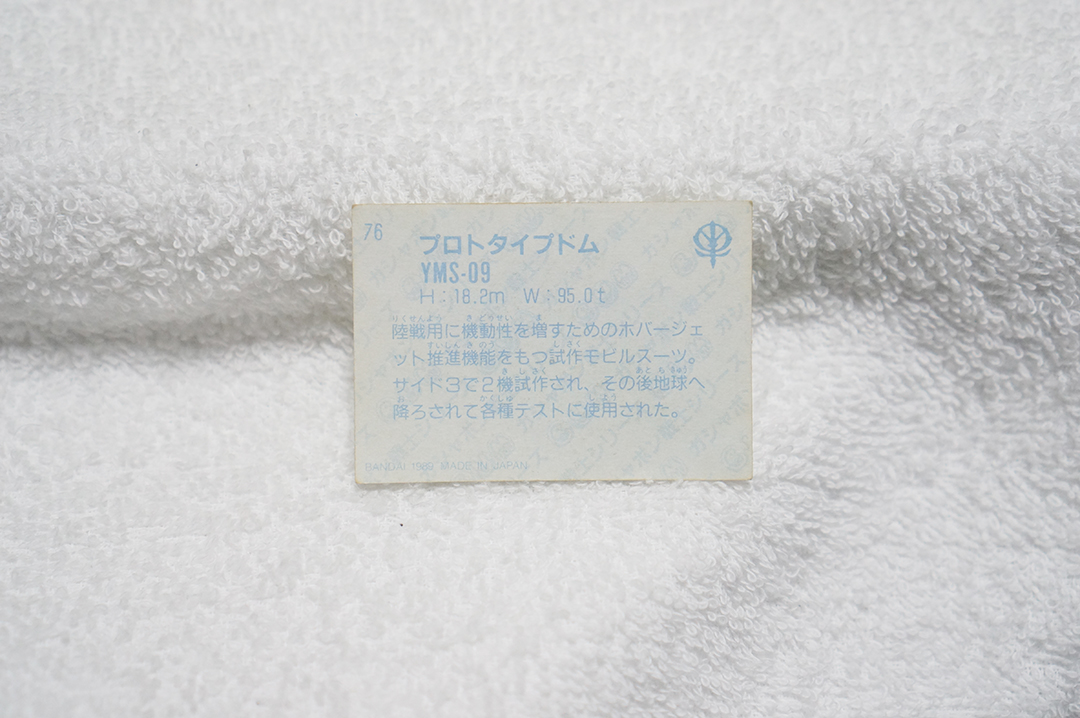 76
プロトタイプドム
YMS-09
H:18.2m W:95.0t
陸戦用に機動性を増すためのホバージェ
ット推進機能をもつ試作モビルスーツ。
サイド3で2機試作され、その後地球へ
降ろされて各種テストに使用された。
BANDAI 1989 MADE IN JAPAN